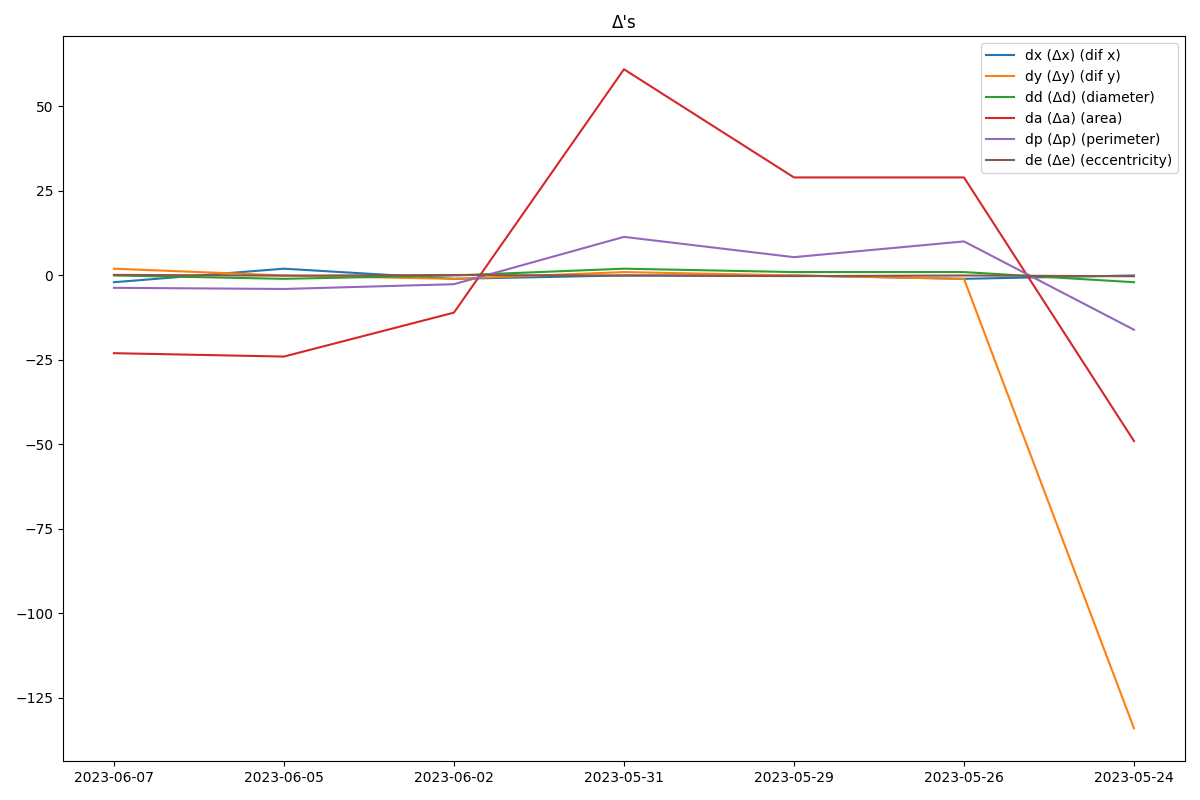 Δ's
dx (Δx) (dif x)
dy (Δy) (dif y)
dd (Δd) (diameter)
da (Δa) (area)
dp (Δp) (perimeter)
de (Δe) (eccentricity)
50
25
0
−25
−50
−75
−100
−125
2023-06-07 2023-06-05 2023-06-02 2023-05-31 2023-05-29 2023-05-26 2023-05-24